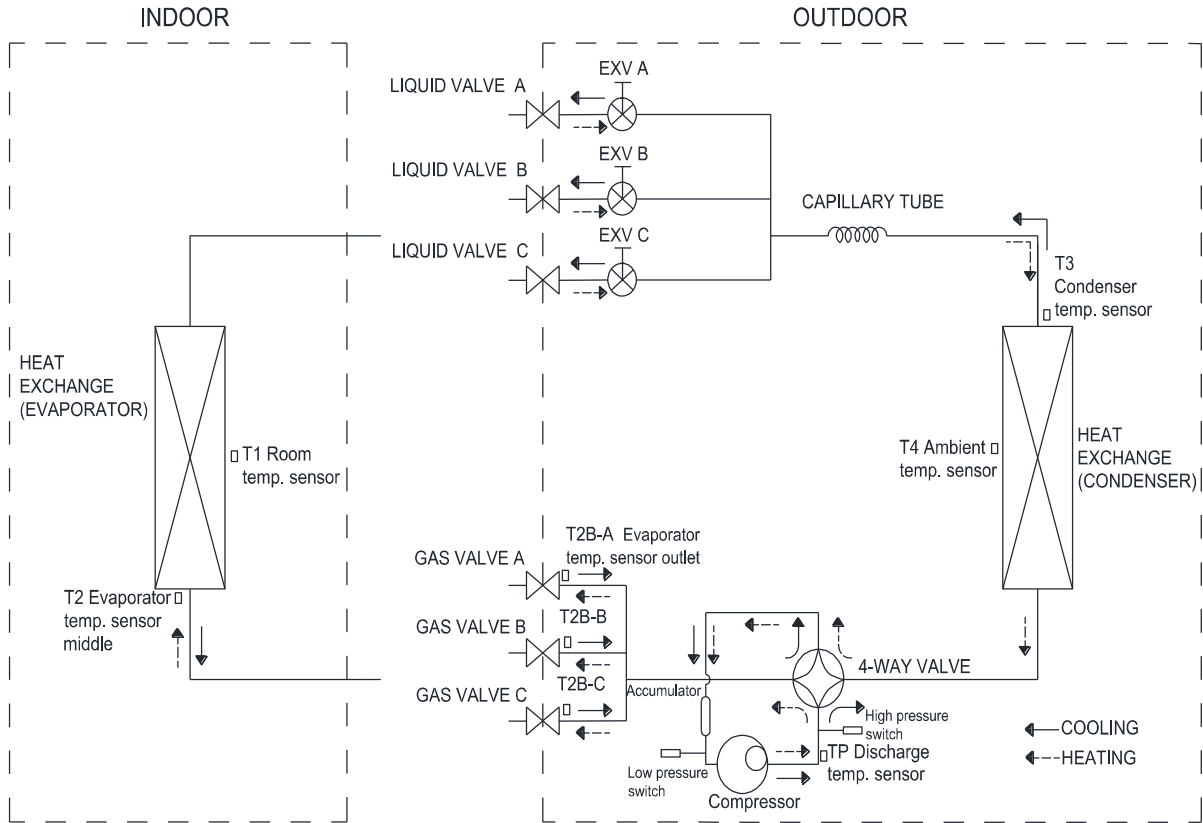 INDOOR
OUTDOOR
LIQUID VALVE A
EXV A
LIQUID VALVE B
EXV B
LIQUID VALVE C
EXV C
CAPILLARY TUBE
T3
Condenser
temp. sensor
HEAT
EXCHANGE
(EVAPORATOR)
T1 Room
temp. sensor
T4 Ambient
temp. sensor
HEAT
EXCHANGE
(CONDENSER)
T2 Evaporator
temp. sensor
middle
GAS VALVE A
T2B-A Evaporator
temp. sensor outlet
GAS VALVE B
T2B-B
GAS VALVE C
T2B-C
Accumulator
4-WAY VALVE
High pressure
switch
Low pressure
switch
Compressor
TP Discharge
temp. sensor
COOLING
HEATING